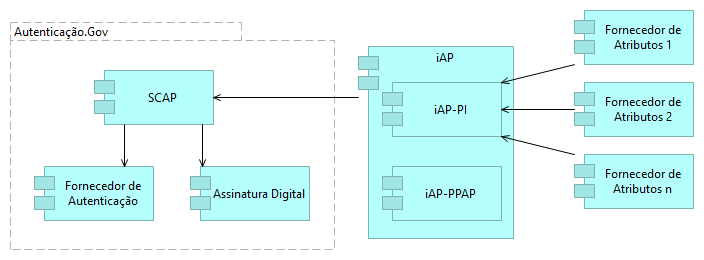 Autenticação.Gov
SCAP
Fornecedor de
Autenticação
Assinatura Digital
iAP
iAP-PI
iAP-PPAP
Fornecedor de
Atributos 1
Fornecedor de
Atributos 2
Fornecedor de
Atributos n